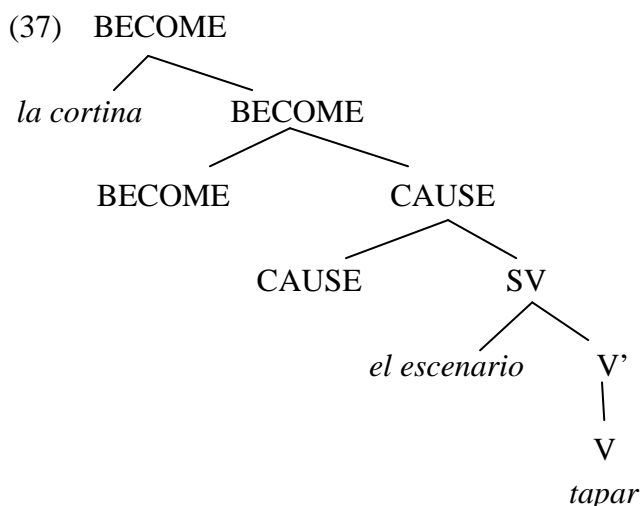 (37) BECOME
la cortina BECOME
BECOME CAUSE
CAUSE SV
el escenario V’
V
tapar